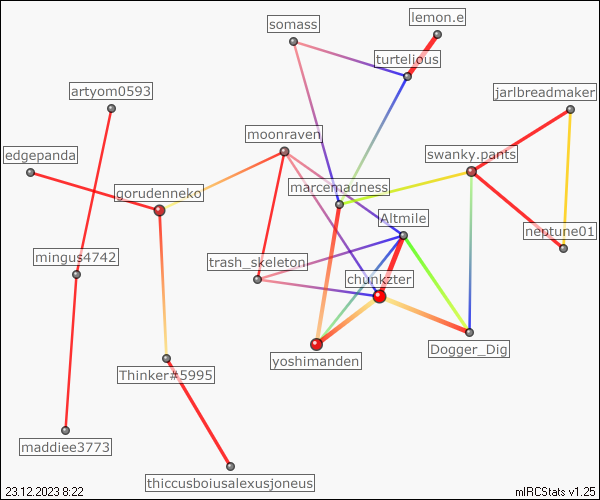 lemon.e
somass
turtelious
artyom0593
jarlbreadmaker
moonraven
edgepanda
swanky.pants
marcemadness
gorudenneko
Altmile
neptune01
mingus4742
trash_skeleton
chunkzter
Dogger_Dig
yoshimanden
Thinker#5995
maddiee3773
thiccusboiusalexusjoneus
23.12.2023 8:22
mIRCStats v1.25